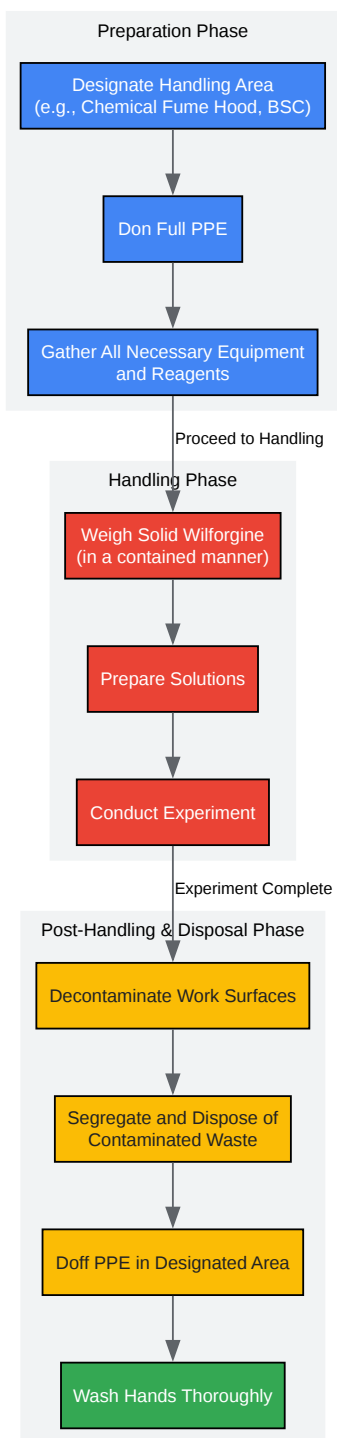 Preparation Phase
Designate Handling Area
(e.g., Chemical Fume Hood, BSC)
Don Full PPE
Gather All Necessary Equipment
and Reagents
Proceed to Handling
Handling Phase
Weigh Solid Wilforgine
(in a contained manner)
Prepare Solutions
Conduct Experiment
Experiment Complete
Post-Handling & Disposal Phase
Decontaminate Work Surfaces
Segregate and Dispose of
Contaminated Waste
Doff PPE in Designated Area
Wash Hands Thoroughly